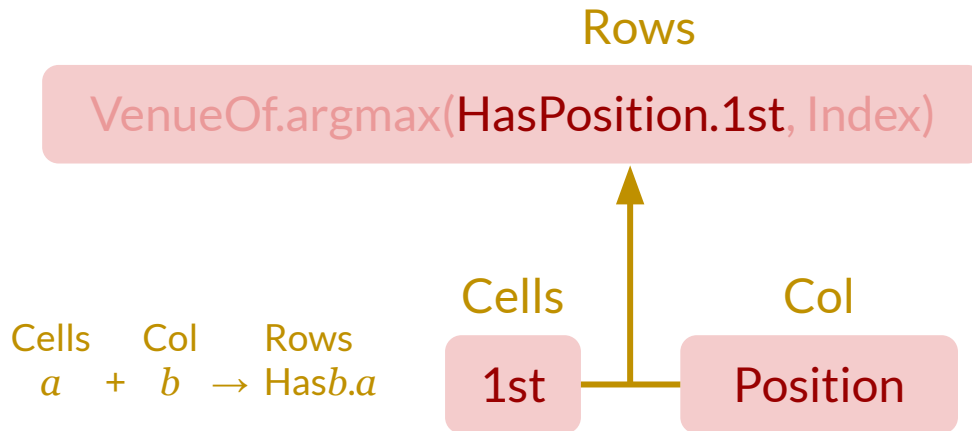 Rows
VenueOf.argmax(HasPosition.1st, Index)
Cells Col
1st Position
Cells Col Rows
a + b → Hasb.a